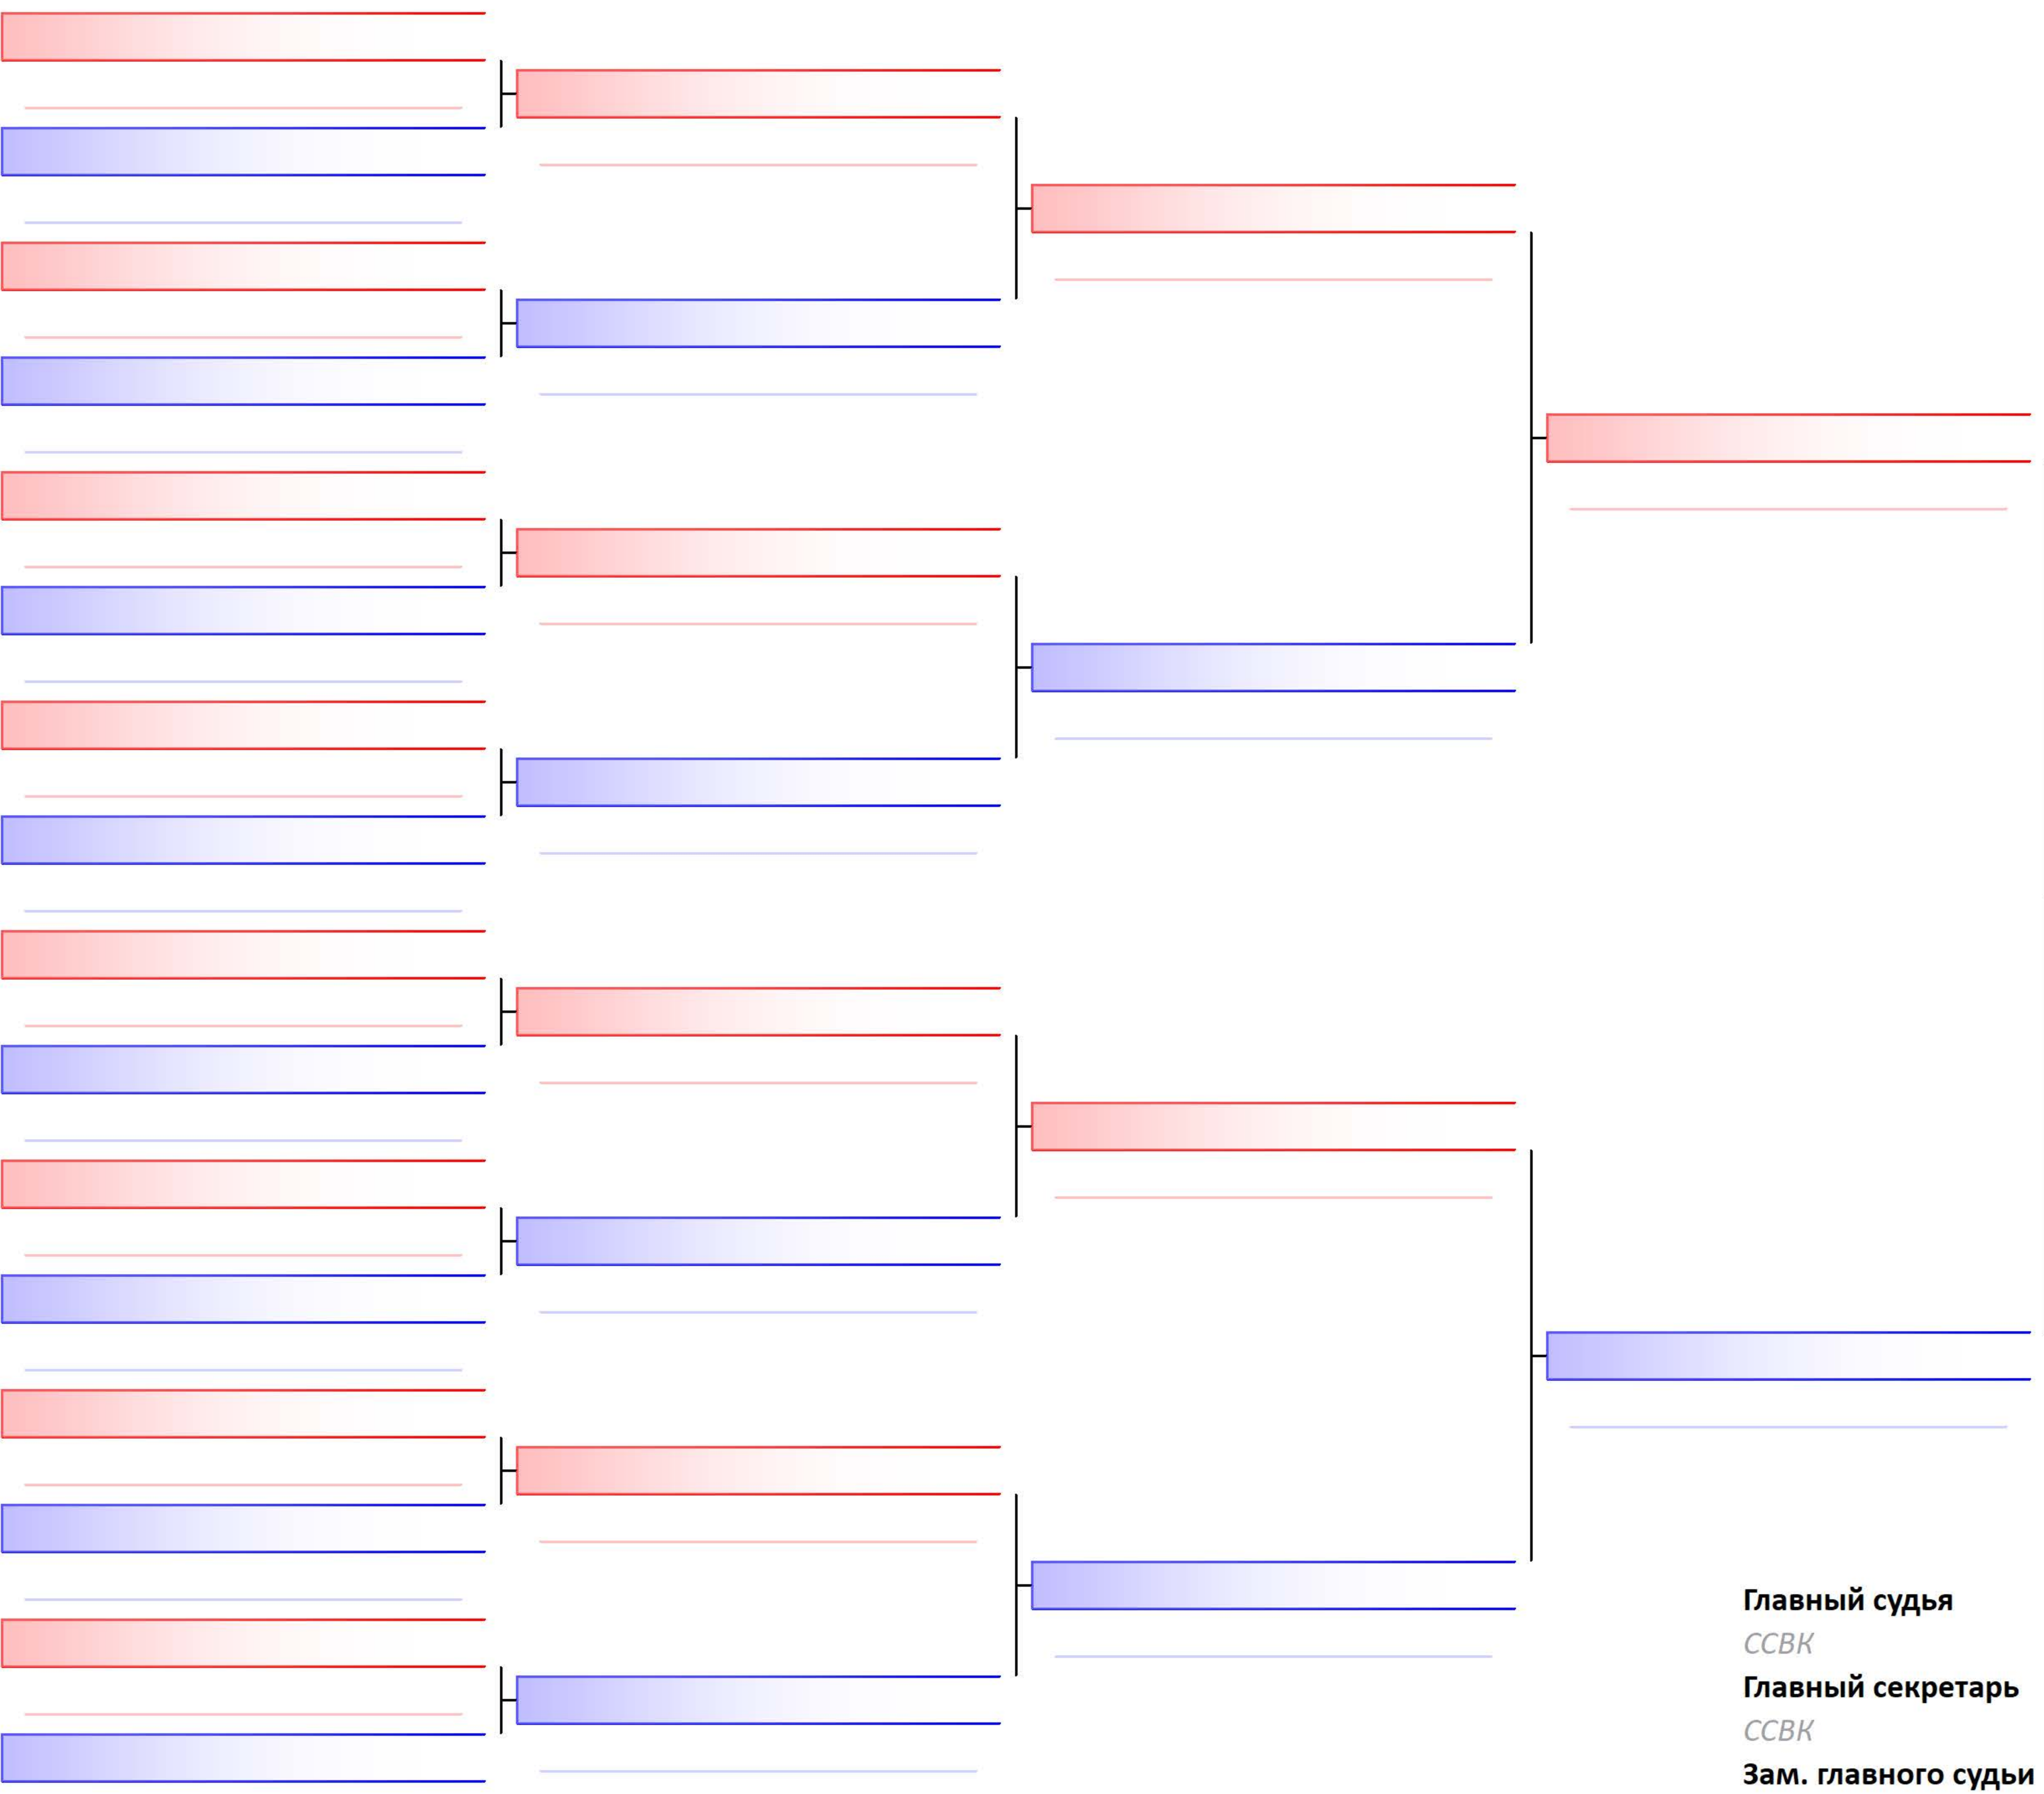 Главный судья
ССВК
Главный секретарь
ССВК
Зам. главного судьи